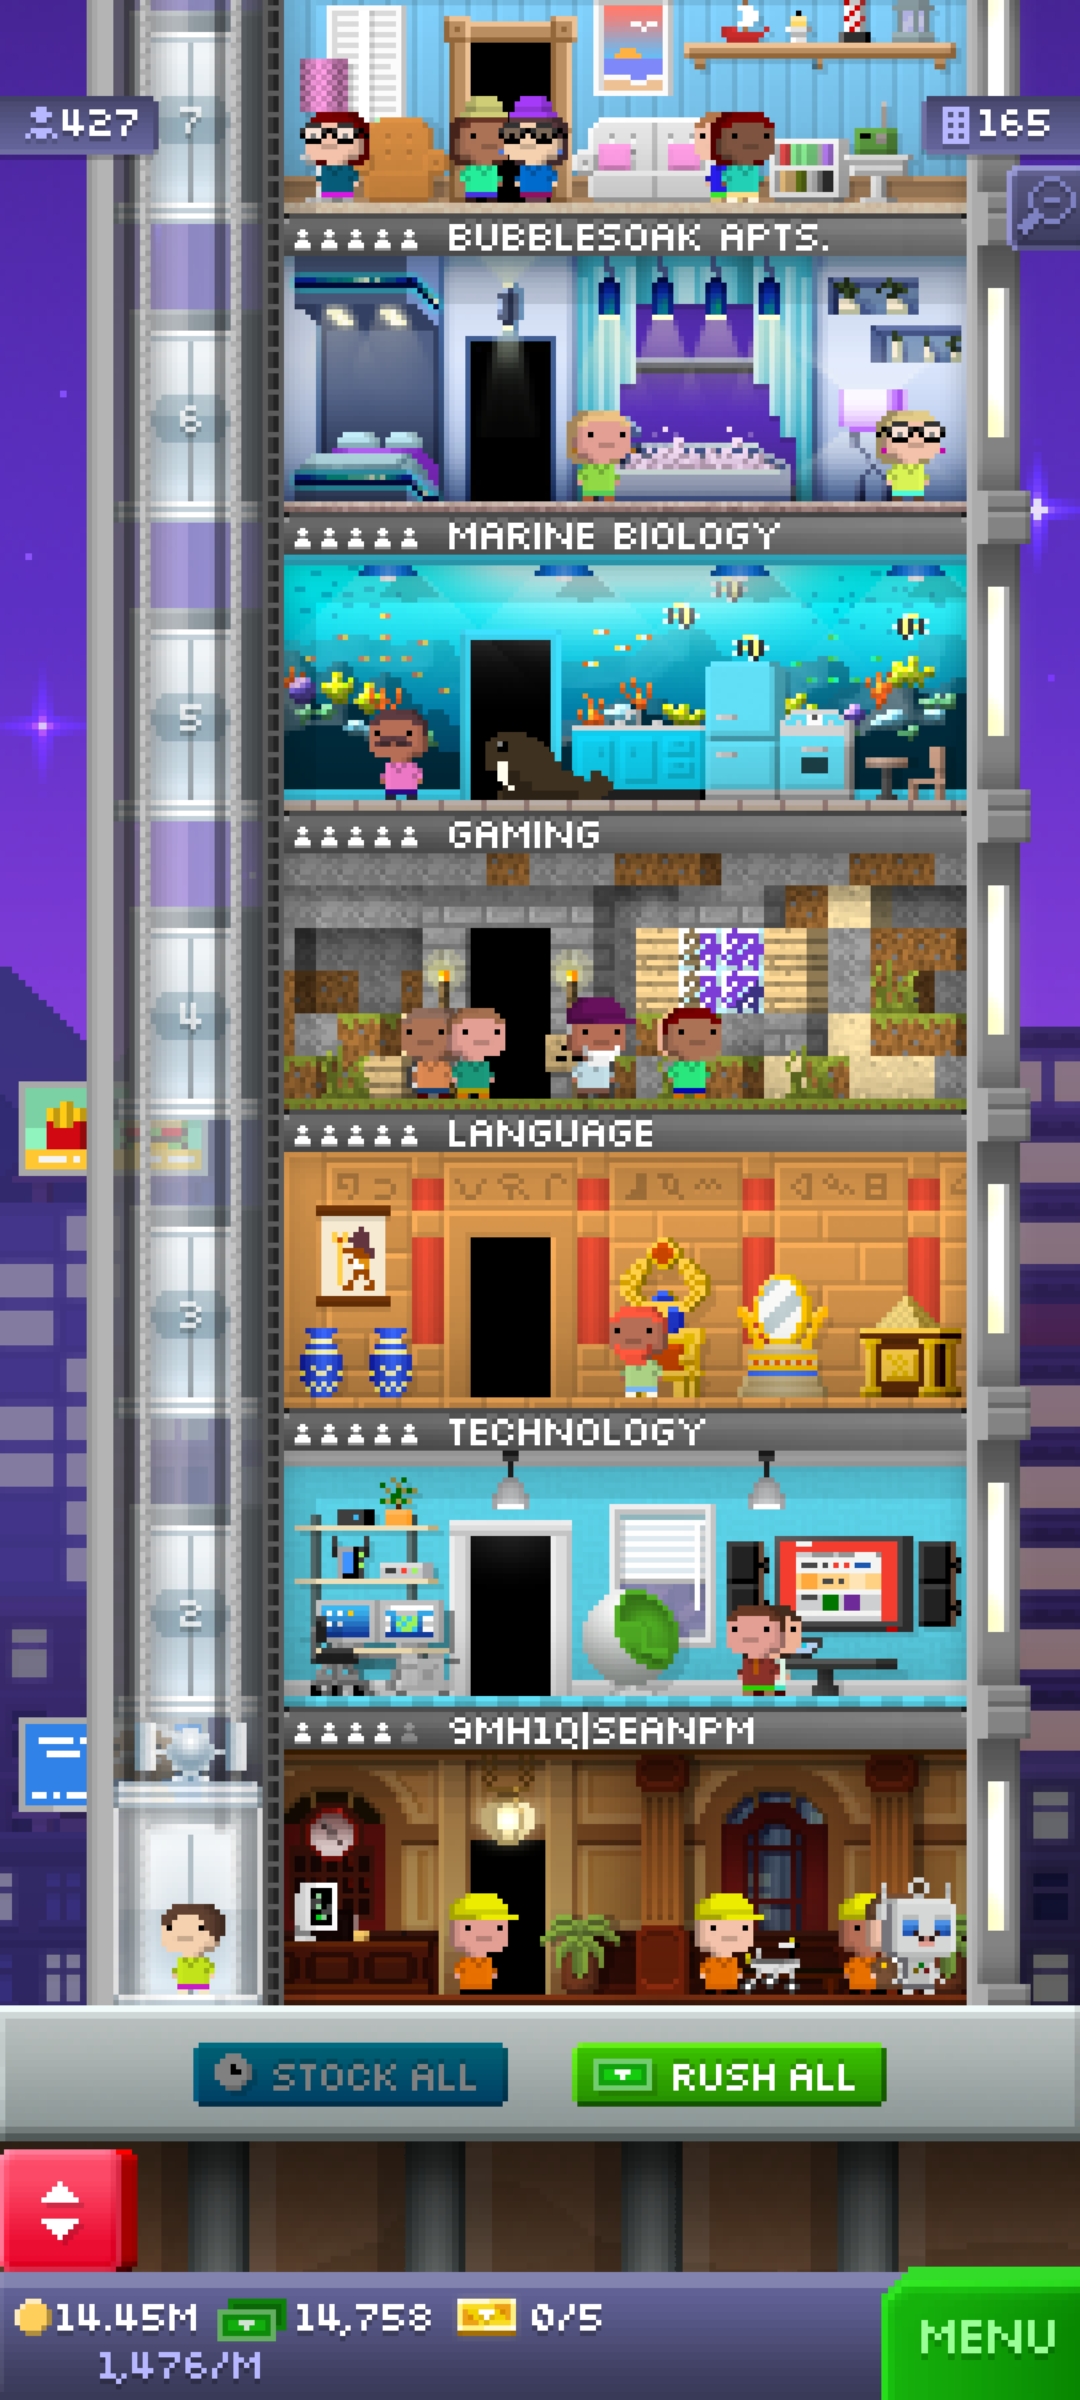 427
7
165
BUBBLESOAK APTS.
6
MARINE BIOLOGY
5
GAMING
4
LANGUAGE
3
TECHNOLOGY
2
9MH1Q|SEANPM
STOCK ALL
RUSH ALL
14.45M
14,758
0/5
1,476/M
MENU